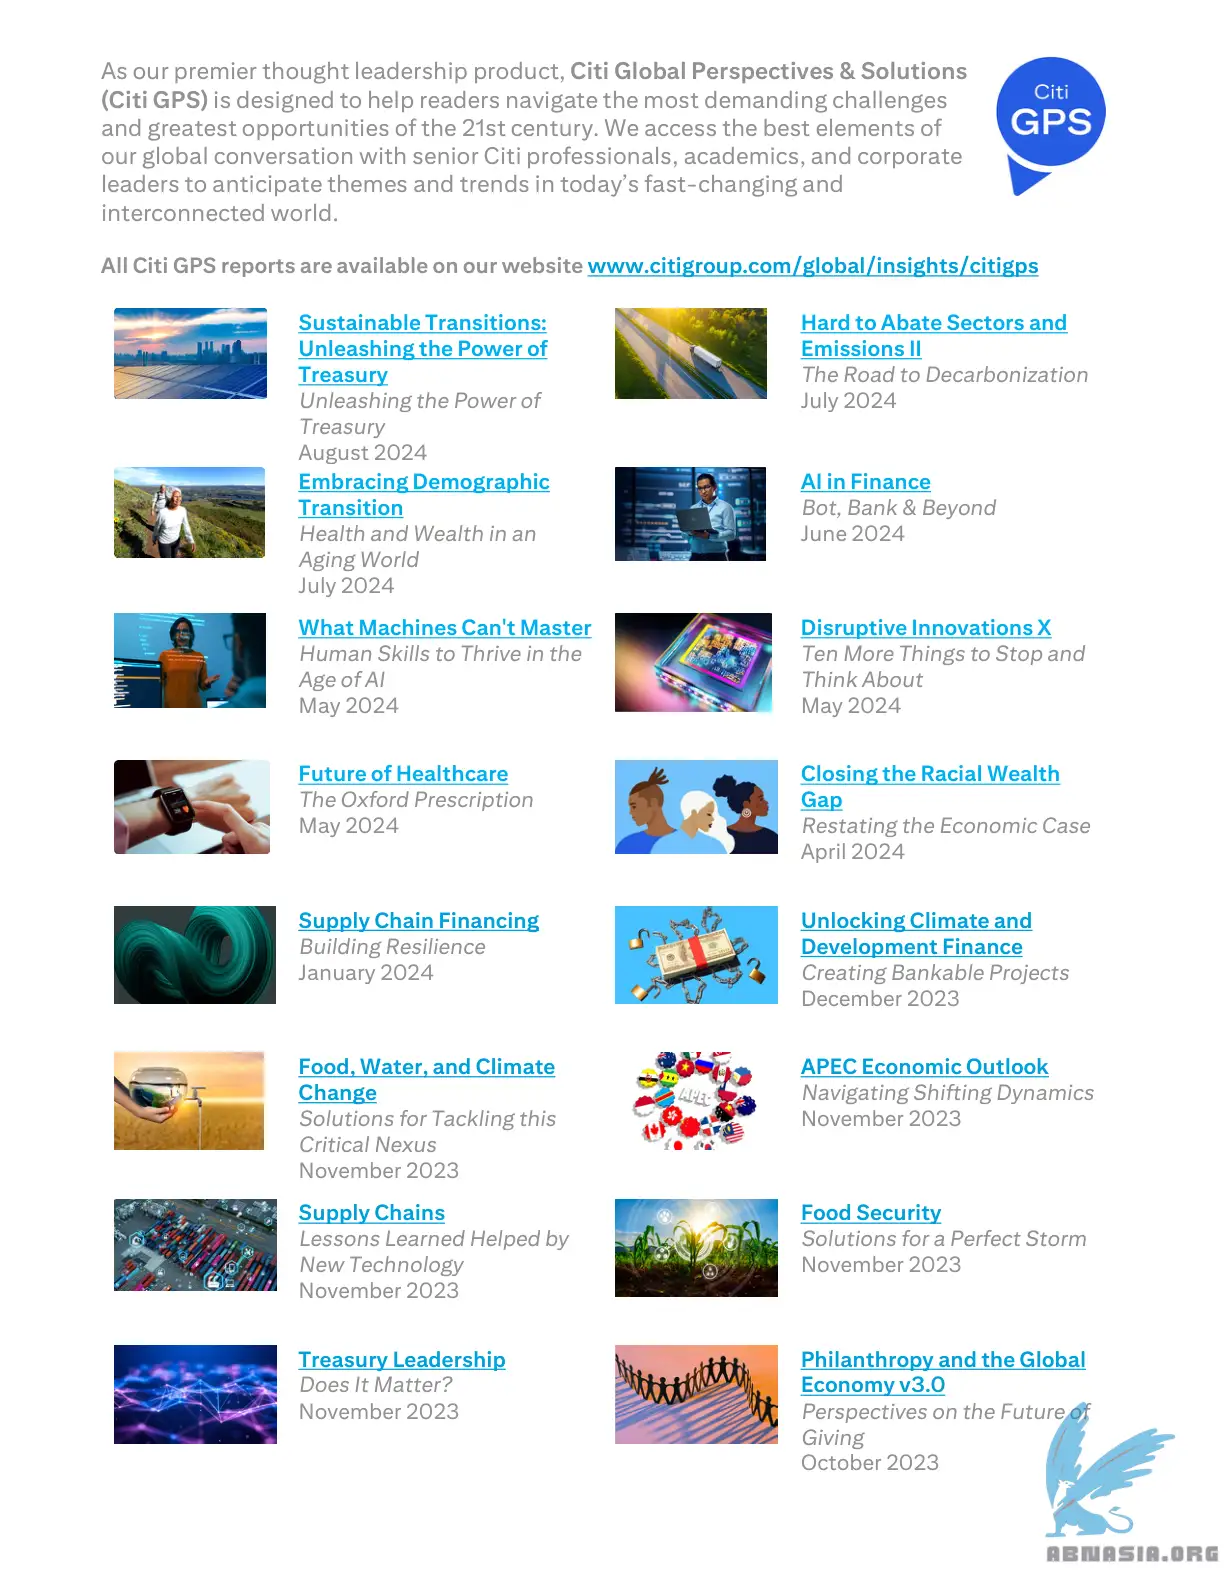 As our premier thought leadership product, Citi Global Perspectives & Solutions
(Citi GPS) is designed to help readers navigate the most demanding challenges
and greatest opportunities of the 21st century. We access the best elements of
our global conversation with senior Citi professionals, academics, and corporate
leaders to anticipate themes and trends in today's fast-changing and
interconnected world.
Citi
GPS
All Citi GPS reports are available on our website www.citigroup.com/global/insights/citigps
Sustainable Transitions:
Unleashing the Power of
Treasury
Unleashing the Power of
Treasury
August 2024
Hard to Abate Sectors and
Emissions II
The Road to Decarbonization
July 2024
Embracing Demographic
Transition
Health and Wealth in an
Aging World
July 2024
AI in Finance
Bot, Bank & Beyond
June 2024
What Machines Can't Master
Human Skills to Thrive in the
Age of AI
May 2024
Disruptive Innovations X
Ten More Things to Stop and
Think About
May 2024
Future of Healthcare
The Oxford Prescription
May 2024
Closing the Racial Wealth
Gap
Restating the Economic Case
April 2024
Supply Chain Financing
Building Resilience
January 2024
Unlocking Climate and
Development Finance
Creating Bankable Projects
December 2023
Food, Water, and Climate
Change
Solutions for Tackling this
Critical Nexus
November 2023
APEC
APEC Economic Outlook
Navigating Shifting Dynamics
November 2023
Supply Chains
Lessons Learned Helped by
New Technology
November 2023
Food Security
Solutions for a Perfect Storm
November 2023
Treasury Leadership
Does It Matter?
November 2023
Philanthropy and the Global
Economy v3.0
Perspectives on the Future of
Giving
October 2023
ABNASIA.ORG